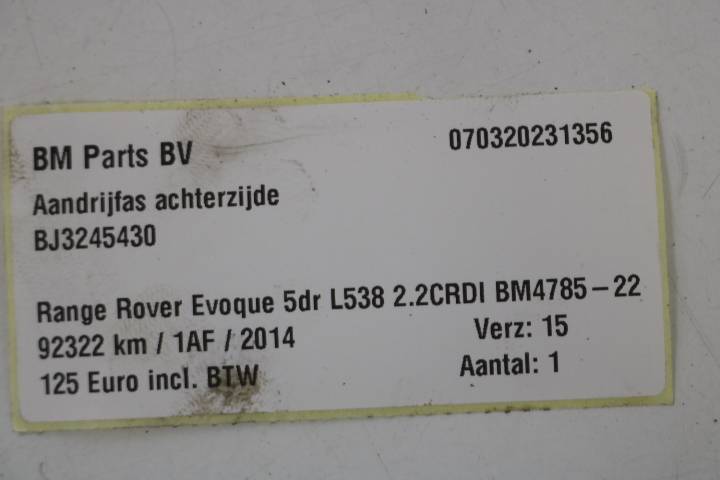 BM Parts BV 070320231356
Aandrijfas achterzijde
BJ3245430
Range Rover Evoque 5dr L538 2.2CRDI BM4785-22
92322 km / 1AF / 2014 Verz: 15
125 Euro incl. BTW Aantal: 1